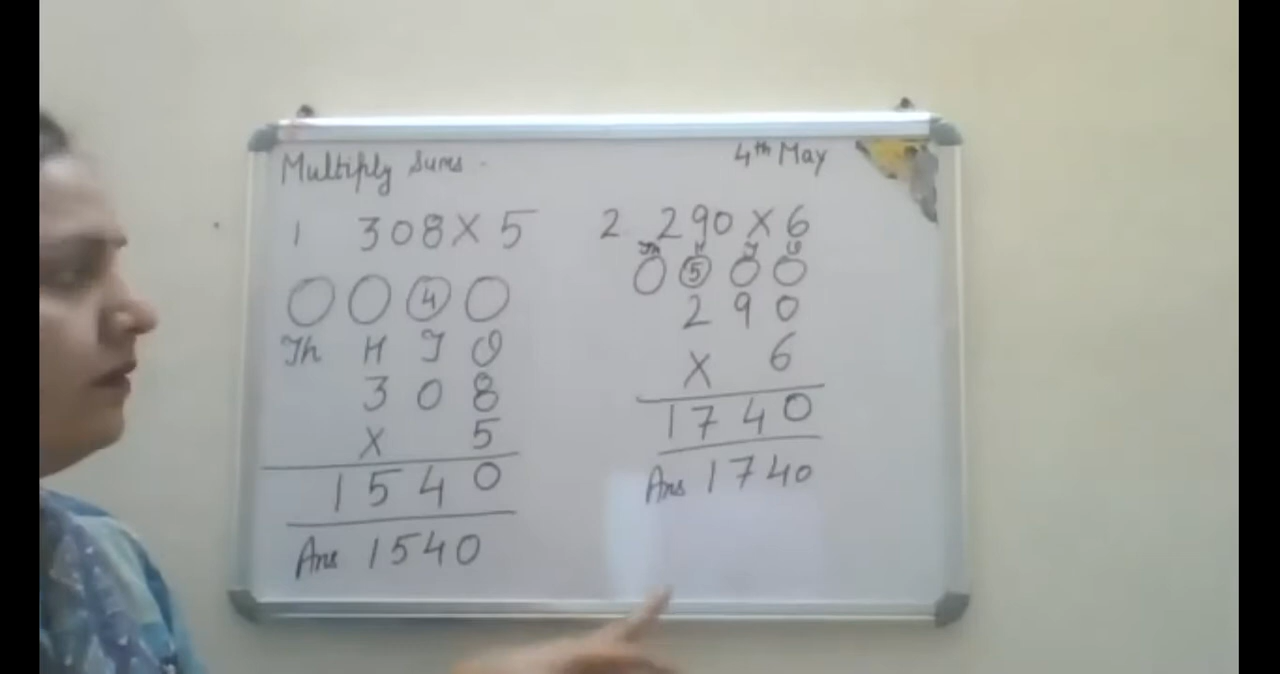 Multiply Sums.
4th May
1 308 X 5
4
Th H T O
3 0 8
X 5
1 5 4 0
Ans 1540
2. 290 X 6
Th H T O
5
2 9 0
X 6
1 7 4 0
Ans 1740